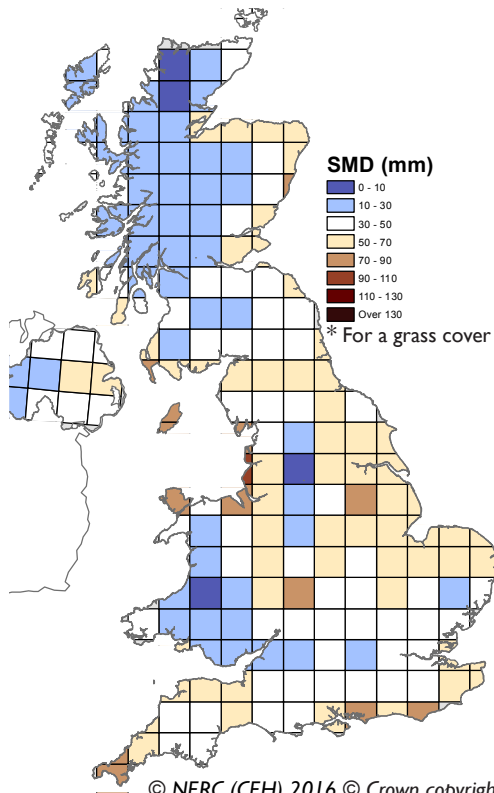 SMD (mm)
0 - 10
10 - 30
30 - 50
50 - 70
70 - 90
90 - 110
110 - 130
Over 130
* For a grass cover
© NERC (CEH) 2016 © Crown copyrigh